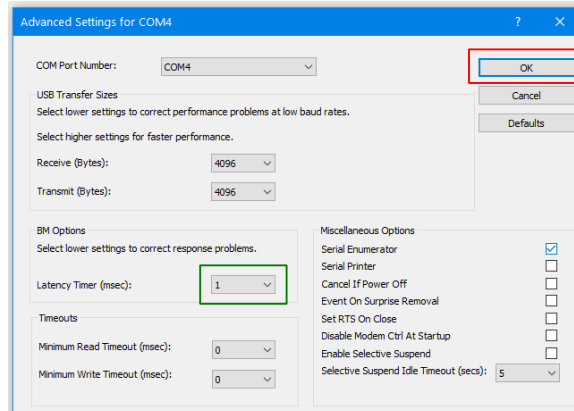 Advanced Settings for COM4
?
COM Port Number:
COM4
OK
Cancel
Defaults
USB Transfer Sizes
Select lower settings to correct performance problems at low baud rates.
Select higher settings for faster performance.
Receive (Bytes):
4096
Transmit (Bytes):
4096
BM Options
Select lower settings to correct response problems.
Latency Timer (msec):
1
Timeouts
Minimum Read Timeout (msec):
0
Minimum Write Timeout (msec):
0
Miscellaneous Options
Serial Enumerator
Serial Printer
Cancel If Power Off
Event On Surprise Removal
Set RTS On Close
Disable Modem Ctrl At Startup
Enable Selective Suspend
Selective Suspend Idle Timeout (secs):
5